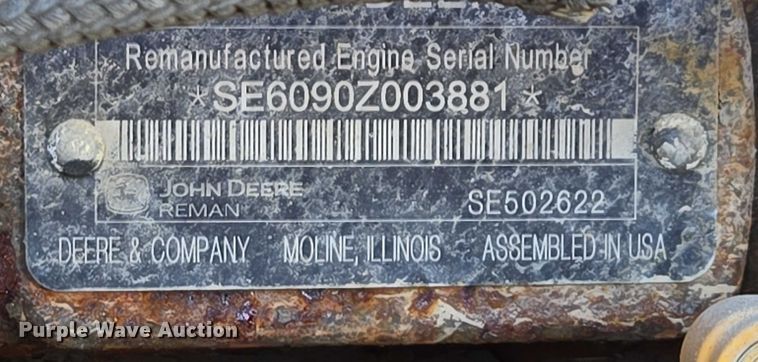 Remanufactured Engine Serial Number
*SE6090Z003881*
JOHN DEERE
REMAN
SE502622
DEERE & COMPANY MOLINE, ILLINOIS ASSEMBLED IN USA
Purple Wave Auction